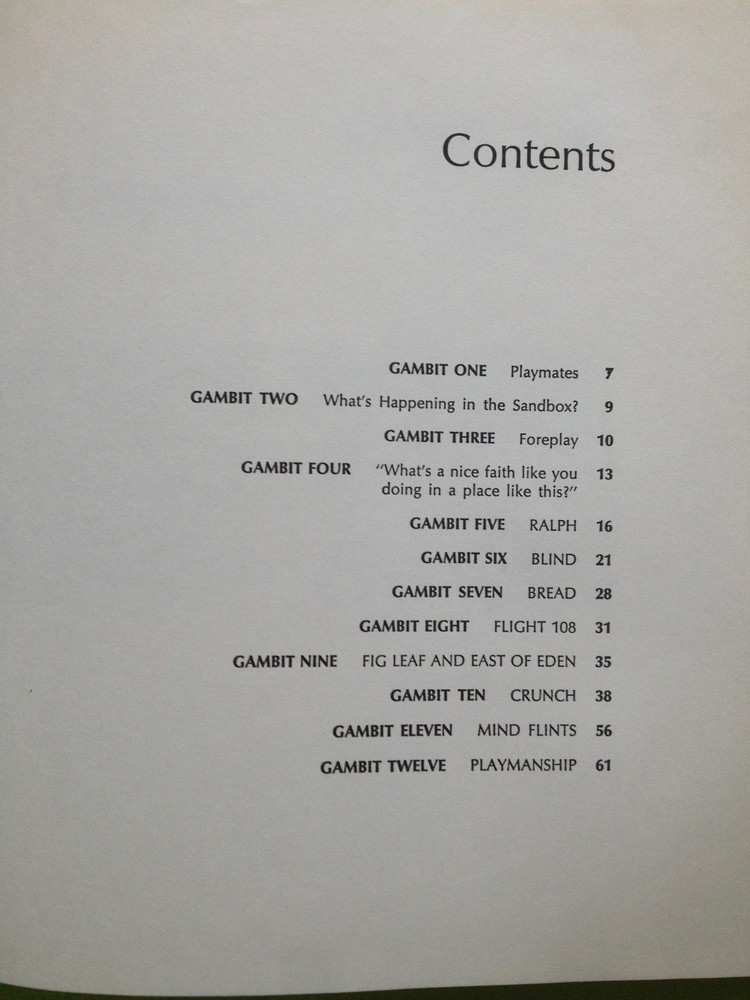 Contents
GAMBIT ONE Playmates 7
GAMBIT TWO What's Happening in the Sandbox? 9
GAMBIT THREE Foreplay 10
GAMBIT FOUR "What's a nice faith like you 13
doing in a place like this?"
GAMBIT FIVE RALPH 16
GAMBIT SIX BLIND 21
GAMBIT SEVEN BREAD 28
GAMBIT EIGHT FLIGHT 108 31
GAMBIT NINE FIG LEAF AND EAST OF EDEN 35
GAMBIT TEN CRUNCH 38
GAMBIT ELEVEN MIND FLINTS 56
GAMBIT TWELVE PLAYMANSHIP 61